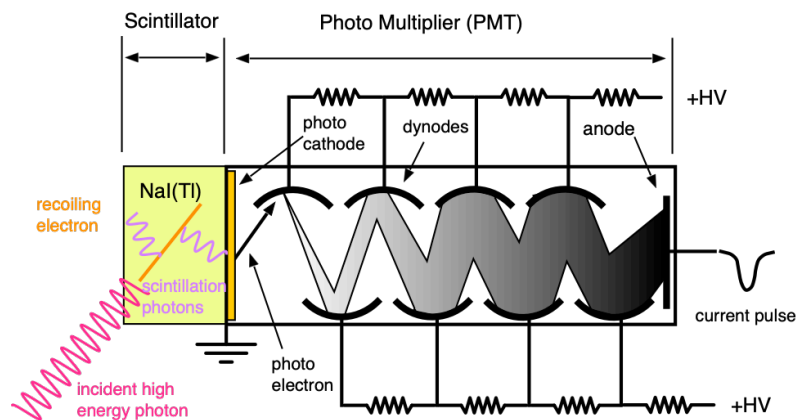 Scintillator
Photo Multiplier (PMT)
+HV
photo
cathode
dynodes
anode
NaI(Tl)
recoiling
electron
scintillation
photons
current pulse
photo
electron
incident high
energy photon
+HV